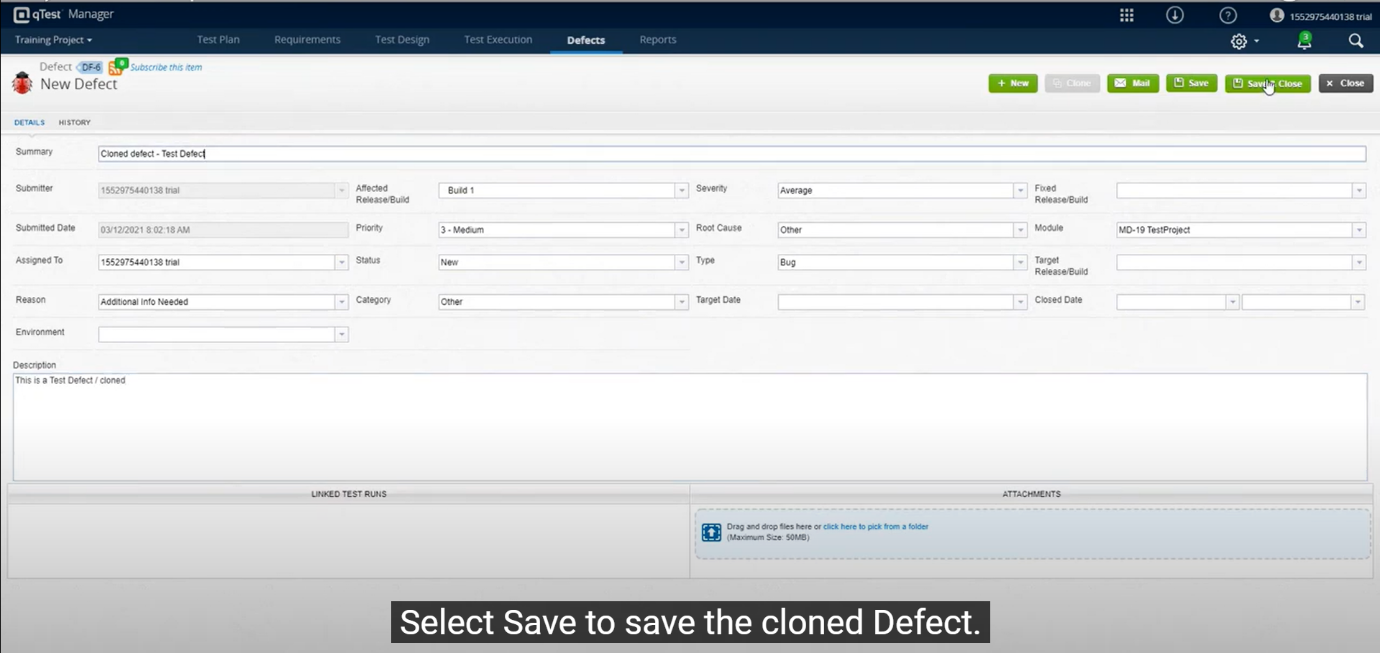 qTest Manager
1552975440138 trial
Training Project
Test Plan
Requirements
Test Design
Test Execution
Defects
Reports
3
Defect DF-6 0 Subscribe this item
New Defect
+ New
Clone
Mail
Save
Save & Close
× Close
DETAILS HISTORY
Summary Cloned defect - Test Defect
Submitter 1552975440138 trial
Affected Release/Build Build 1
Severity Average
Fixed Release/Build
Submitted Date 03/12/2021 8:02:18 AM
Priority 3 - Medium
Root Cause Other
Module MD-19 TestProject
Assigned To 1552975440138 trial
Status New
Type Bug
Target Release/Build
Reason Additional Info Needed
Category Other
Target Date
Closed Date
Environment
Description
This is a Test Defect / cloned
LINKED TEST RUNS
ATTACHMENTS
Drag and drop files here or click here to pick from a folder
(Maximum Size: 50MB)
Select Save to save the cloned Defect.